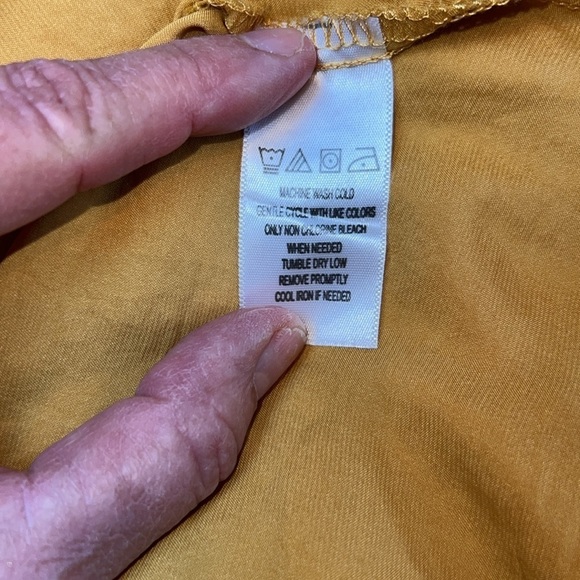 MACHINE WASH COLD
GENTLE CYCLE WITH LIKE COLORS
ONLY NON CHLORINE BLEACH
WHEN NEEDED
TUMBLE DRY LOW
REMOVE PROMPTLY
COOL IRON IF NEEDED